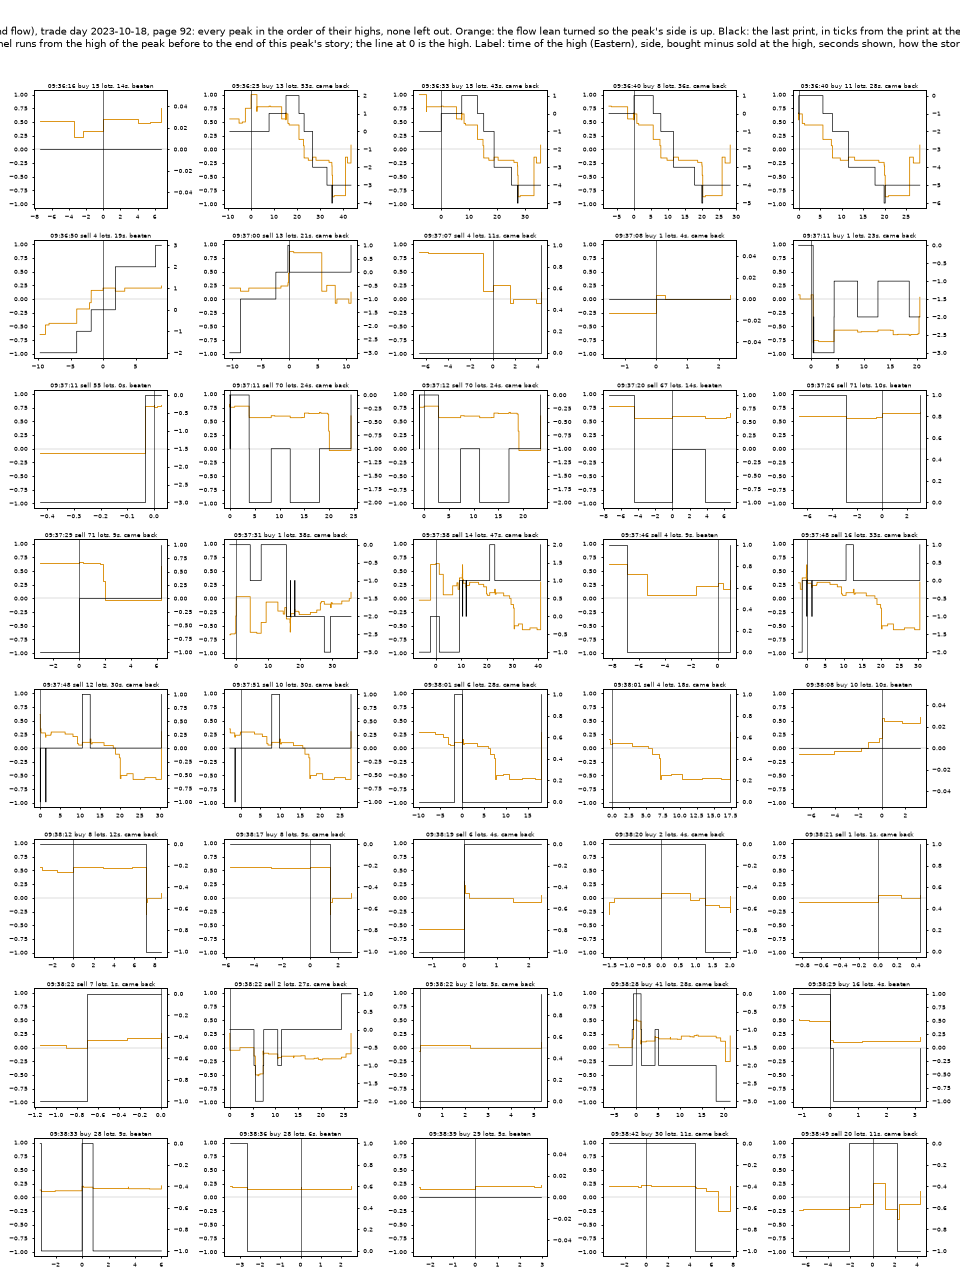 nd flow), trade day 2023-10-18, page 92: every peak in the order of their highs, none left out. Orange: the flow lean turned so the peak's side is up. Black: the last print, in ticks from the print at the
nel runs from the high of the peak before to the end of this peak's story; the line at 0 is the high. Label: time of the high (Eastern), side, bought minus sold at the high, seconds shown, how the stor
09:36:16 buy 15 lots. 14s. beaten
09:36:25 buy 13 lots. 53s. came back
09:36:33 buy 15 lots. 43s. came back
09:36:40 buy 8 lots. 36s. came back
09:36:40 buy 11 lots. 28s. came back
09:36:50 sell 4 lots. 19s. beaten
09:37:00 sell 13 lots. 21s. came back
09:37:07 sell 4 lots. 11s. came back
09:37:08 buy 1 lots. 4s. came back
09:37:11 buy 1 lots. 23s. came back
09:37:11 sell 55 lots. 0s. beaten
09:37:11 sell 70 lots. 24s. came back
09:37:12 sell 70 lots. 24s. came back
09:37:20 sell 67 lots. 14s. beaten
09:37:26 sell 71 lots. 10s. beaten
09:37:29 sell 71 lots. 9s. came back
09:37:31 buy 1 lots. 38s. came back
09:37:38 sell 14 lots. 47s. came back
09:37:46 sell 4 lots. 9s. beaten
09:37:48 sell 16 lots. 33s. came back
09:37:48 sell 12 lots. 30s. came back
09:37:51 sell 10 lots. 30s. came back
09:38:01 sell 6 lots. 28s. came back
09:38:01 sell 4 lots. 18s. came back
09:38:08 buy 10 lots. 10s. beaten
09:38:12 buy 8 lots. 12s. came back
09:38:17 buy 8 lots. 9s. came back
09:38:19 sell 6 lots. 4s. came back
09:38:20 buy 2 lots. 4s. came back
09:38:21 sell 1 lots. 1s. came back
09:38:22 sell 7 lots. 1s. came back
09:38:22 sell 2 lots. 27s. came back
09:38:22 buy 2 lots. 5s. came back
09:38:28 buy 41 lots. 28s. came back
09:38:29 buy 16 lots. 4s. beaten
09:38:33 buy 28 lots. 9s. beaten
09:38:36 buy 28 lots. 6s. beaten
09:38:39 buy 29 lots. 5s. beaten
09:38:42 buy 30 lots. 11s. came back
09:38:49 sell 20 lots. 11s. came back